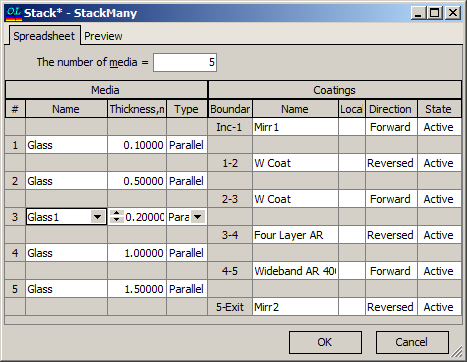 OL Stack* - StackMany
Spreadsheet Preview
The number of media = 5
Media Coatings
# Name Thickness,m Type Boundar Name Local Direction State
Inc-1 Mirr1 Forward Active
1 Glass 0.10000 Parallel
1-2 W Coat Reversed Active
2 Glass 0.50000 Parallel
2-3 W Coat Forward Active
3 Glass1 0.20000 Para
3-4 Four Layer AR Reversed Active
4 Glass 1.00000 Parallel
4-5 Wideband AR 400 Forward Active
5 Glass 1.50000 Parallel
5-Exit Mirr2 Reversed Active
OK Cancel